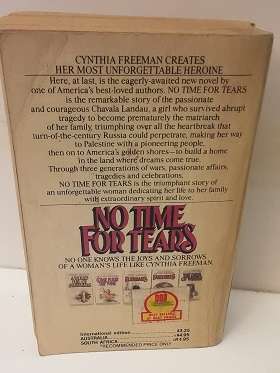 CYNTHIA FREEMAN CREATES
HER MOST UNFORGETTABLE HEROINE
Here, at last, is the eagerly-awaited new novel by
one of America's best-loved authors. NO TIME FOR TEARS
is the remarkable story of the passionate
and courageous Chavala Landau, a girl who survived abrupt
tragedy to become prematurely the matriarch
of her family, triumphing over all the heartbreak that
turn-of-the-century Russia could perpetrate, making her way
to Palestine with a pioneering people,
then on to America's golden shores— to build a home
in the land where dreams come true.
Through three generations of wars, passionate affairs,
tragedies and celebrations,
NO TIME FOR TEARS is the triumphant story of
an unforgettable woman dedicating her life to her family
with extraordinary spirit and love.
NO TIME
FOR TEARS
NO ONE KNOWS THE JOYS AND SORROWS
OF A WOMAN'S LIFE LIKE CYNTHIA FREEMAN.
International edition
AUSTRALIA
SOUTH AFRICA
*RECOMMENDED PRICE ONLY